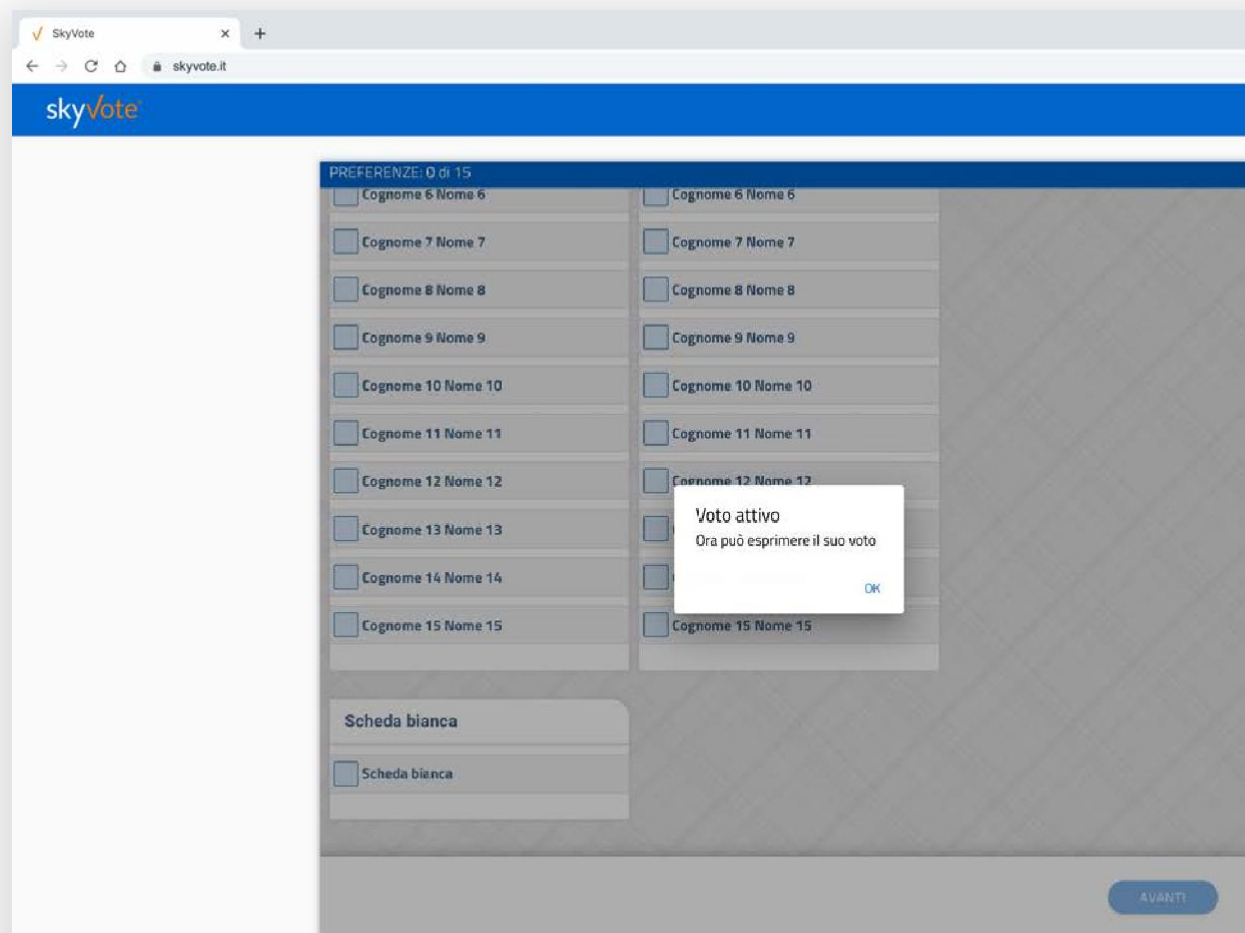 SkyVote
skyvote.it
skyvote
PREFERENZE: 0 di 15
Cognome 6 Nome 6
Cognome 6 Nome 6
Cognome 7 Nome 7
Cognome 7 Nome 7
Cognome 8 Nome 8
Cognome 8 Nome 8
Cognome 9 Nome 9
Cognome 9 Nome 9
Cognome 10 Nome 10
Cognome 10 Nome 10
Cognome 11 Nome 11
Cognome 11 Nome 11
Cognome 12 Nome 12
Cognome 12 Nome 12
Cognome 13 Nome 13
Cognome 14 Nome 14
Cognome 15 Nome 15
Cognome 15 Nome 15
Voto attivo
Ora può esprimere il suo voto
OK
Scheda bianca
Scheda bianca
AVANTI